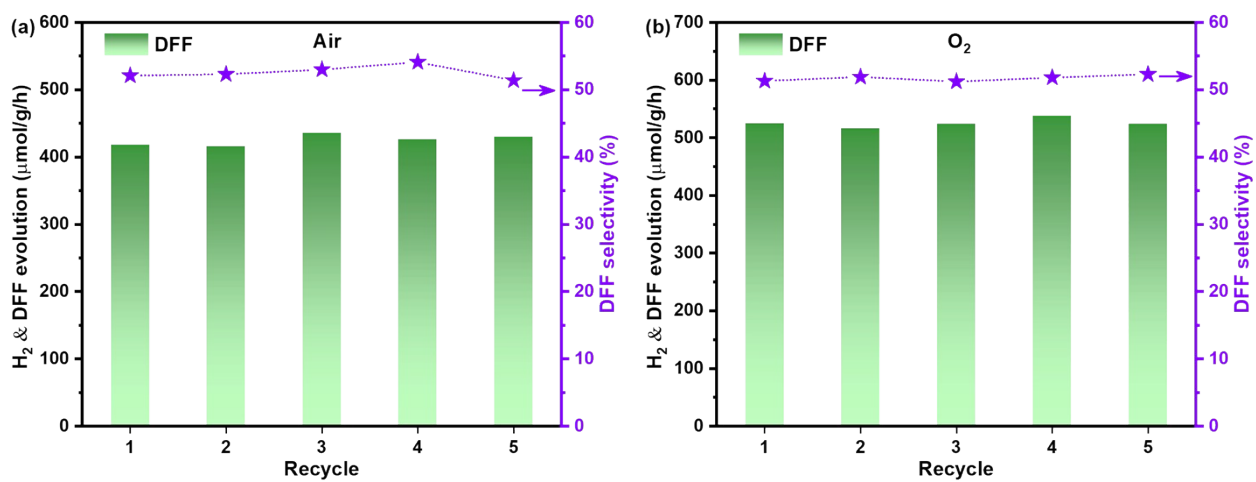 (a)
DFF
Air
H₂ & DFF evolution (μmol/g/h)
600
500
400
300
200
100
0
60
50
40
30
20
10
0
DFF selectivity (%)
1 2 3 4 5
Recycle
(b)
DFF
O₂
H₂ & DFF evolution (μmol/g/h)
700
600
500
400
300
200
100
0
60
50
40
30
20
10
0
DFF selectivity (%)
1 2 3 4 5
Recycle